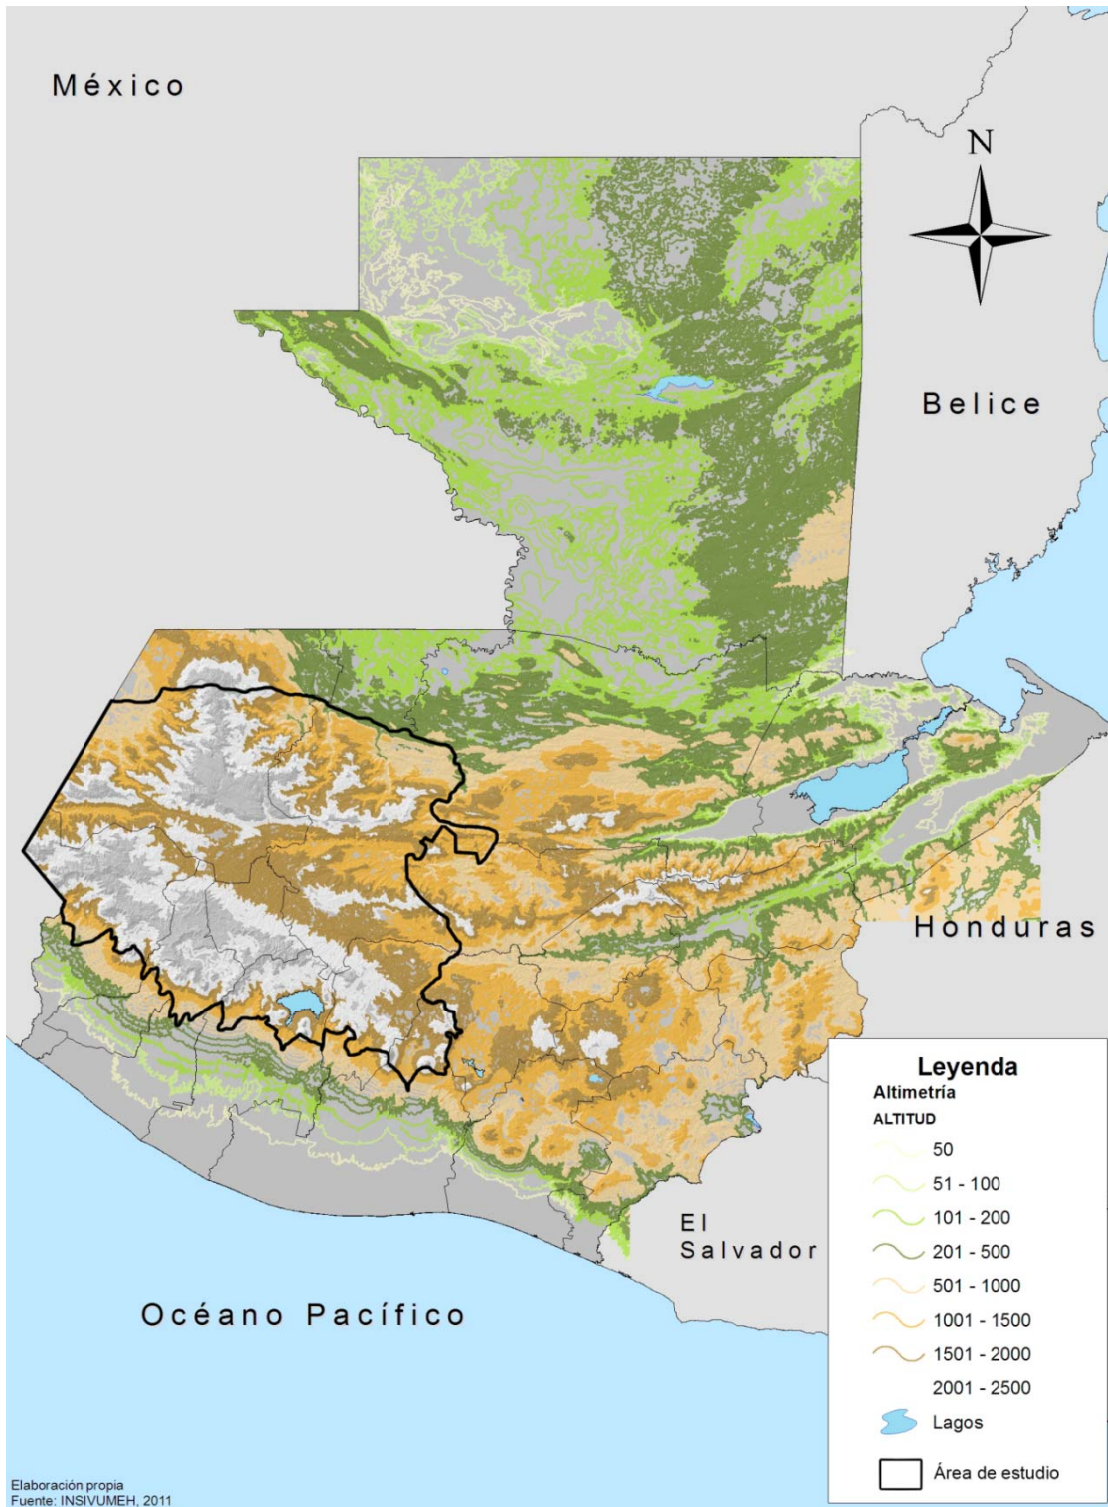 México
N
Belice
Honduras
El
Salvador
Océano Pacífico
Leyenda
Altimetría
ALTITUD
50
51 - 100
101 - 200
201 - 500
501 - 1000
1001 - 1500
1501 - 2000
2001 - 2500
Lagos
Área de estudio
Elaboración propia
Fuente: INSIVUMEH, 2011